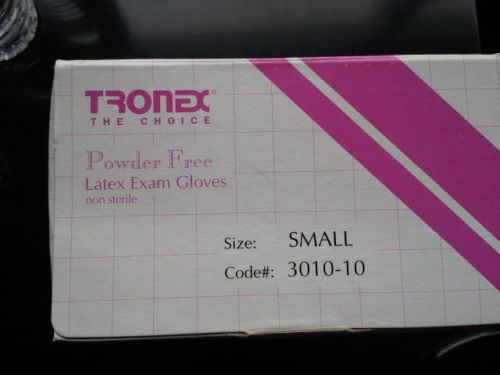 TRONEX®
THE CHOICE
Powder Free
Latex Exam Gloves
non sterile
Size: SMALL
Code#: 3010-10